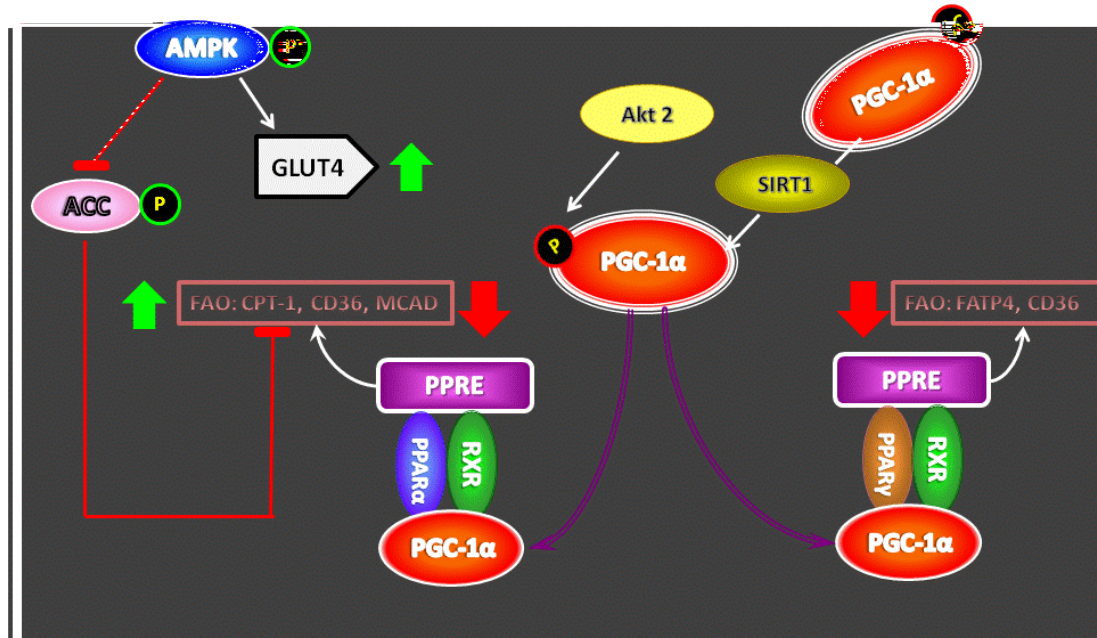 AMPK
P
PGC-1α
Akt 2
GLUT4
SIRT1
ACC
P
P
PGC-1α
FAO: CPT-1, CD36, MCAD
FAO: FATP4, CD36
PPRE
PPRE
PPARα
RXR
PPARγ
RXR
PGC-1α
PGC-1α